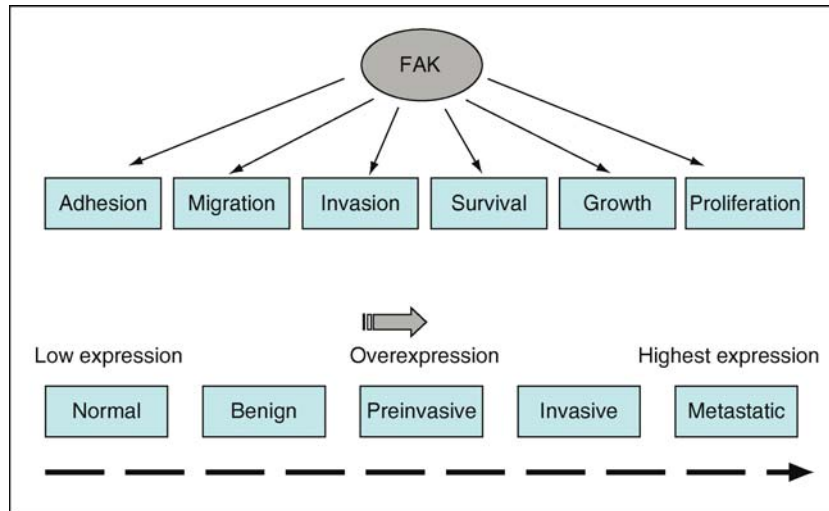 FAK
Adhesion Migration Invasion Survival Growth Proliferation
Low expression Overexpression Highest expression
Normal Benign Preinvasive Invasive Metastatic